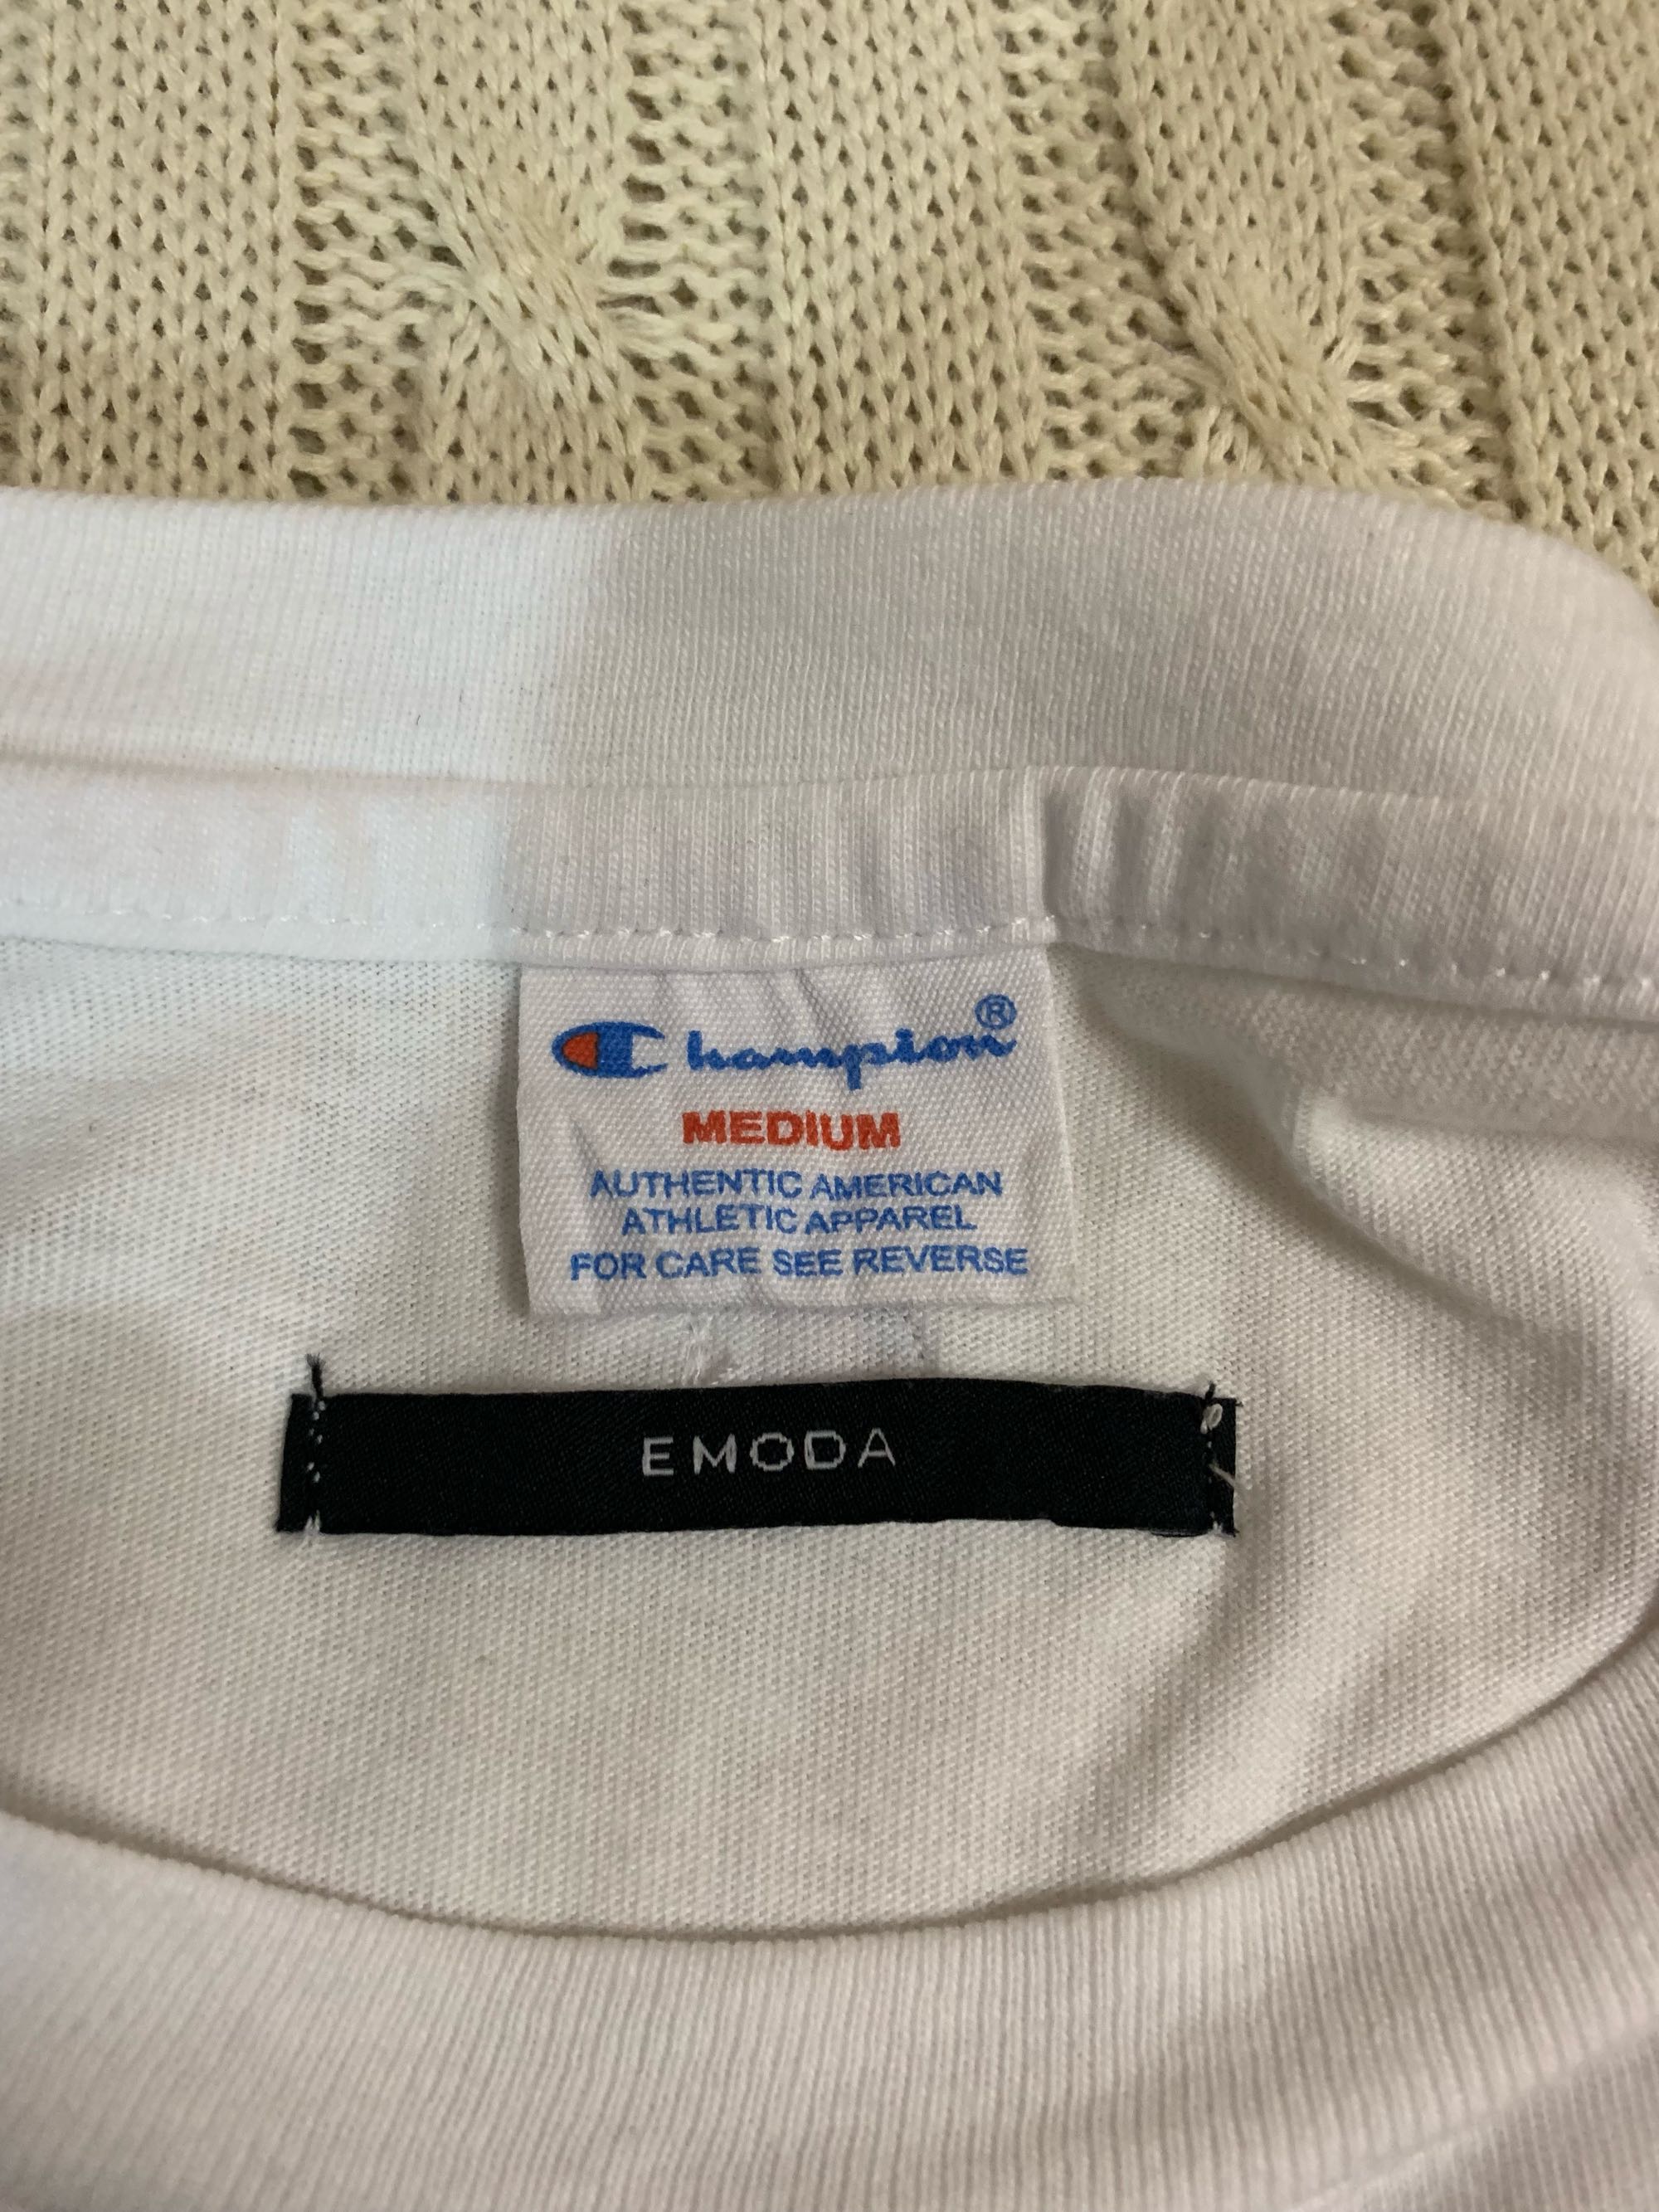 Champion®
MEDIUM
AUTHENTIC AMERICAN
ATHLETIC APPAREL
FOR CARE SEE REVERSE
EMODA